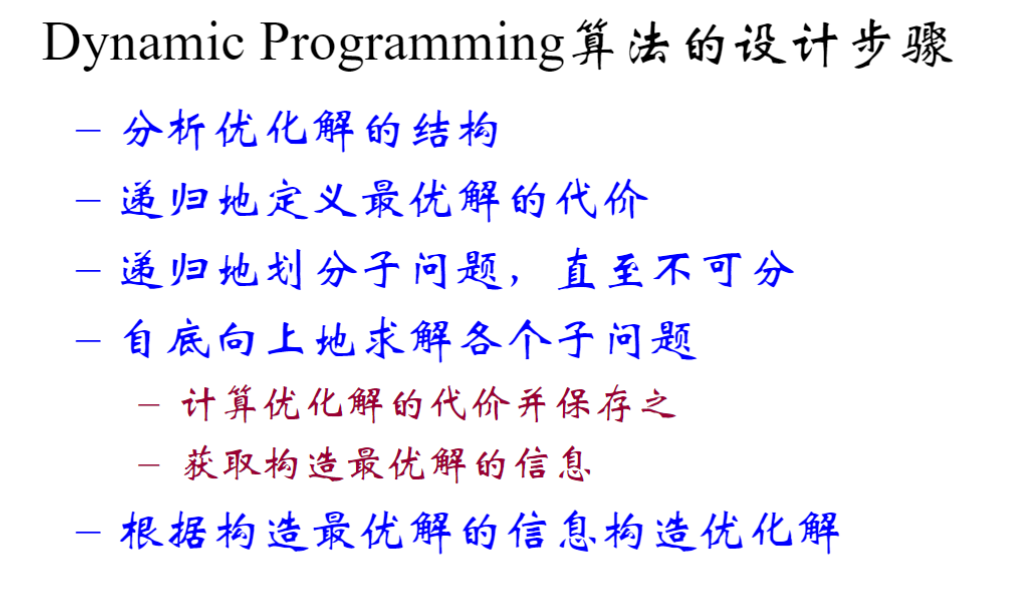 Dynamic Programming算法的设计步骤
– 分析优化解的结构
– 递归地定义最优解的代价
– 递归地划分子问题，直至不可分
– 自底向上地求解各个子问题
– 计算优化解的代价并保存之
– 获取构造最优解的信息
– 根据构造最优解的信息构造优化解